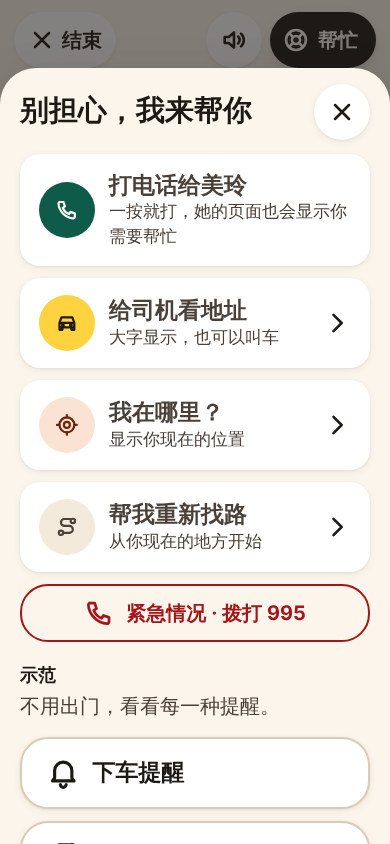 结束
帮忙
别担心，我来帮你
打电话给美玲
一按就打，她的页面也会显示你
需要帮忙
给司机看地址
大字显示，也可以叫车
我在哪里？
显示你现在的位置
帮我重新找路
从你现在的地方开始
紧急情况 · 拨打 995
示范
不用出门，看看每一种提醒。
下车提醒